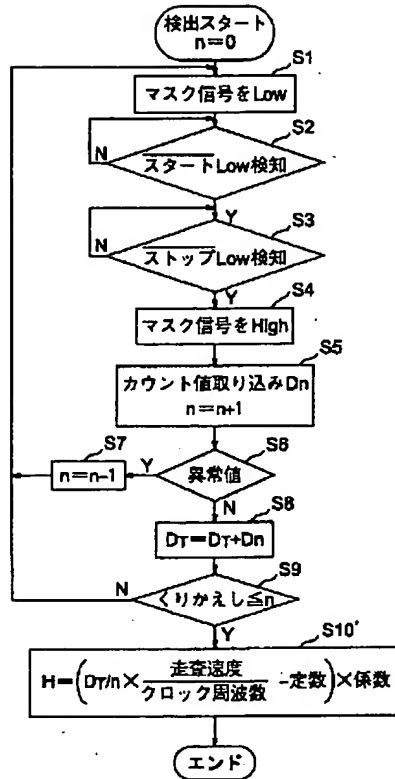 検出スタート
n=0
S1
マスク信号をLow
S2
N
スタートLow検知
Y
S3
N
ストップLow検知
Y
S4
マスク信号をHigh
S5
カウント値取り込みDn
n=n+1
S6
S7
n=n-1
Y
異常値
N
S8
DT=DT+Dn
S9
N
くりかえし≦n
Y
S10'
H=(DT/n×走査速度/クロック周波数-定数)×係数
エンド